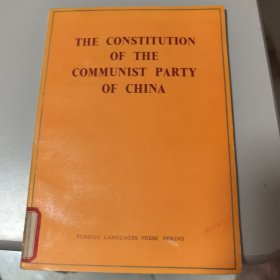 THE CONSTITUTION
OF THE
COMMUNIST PARTY
OF CHINA
FOREIGN LANGUAGES PRESS PEKING